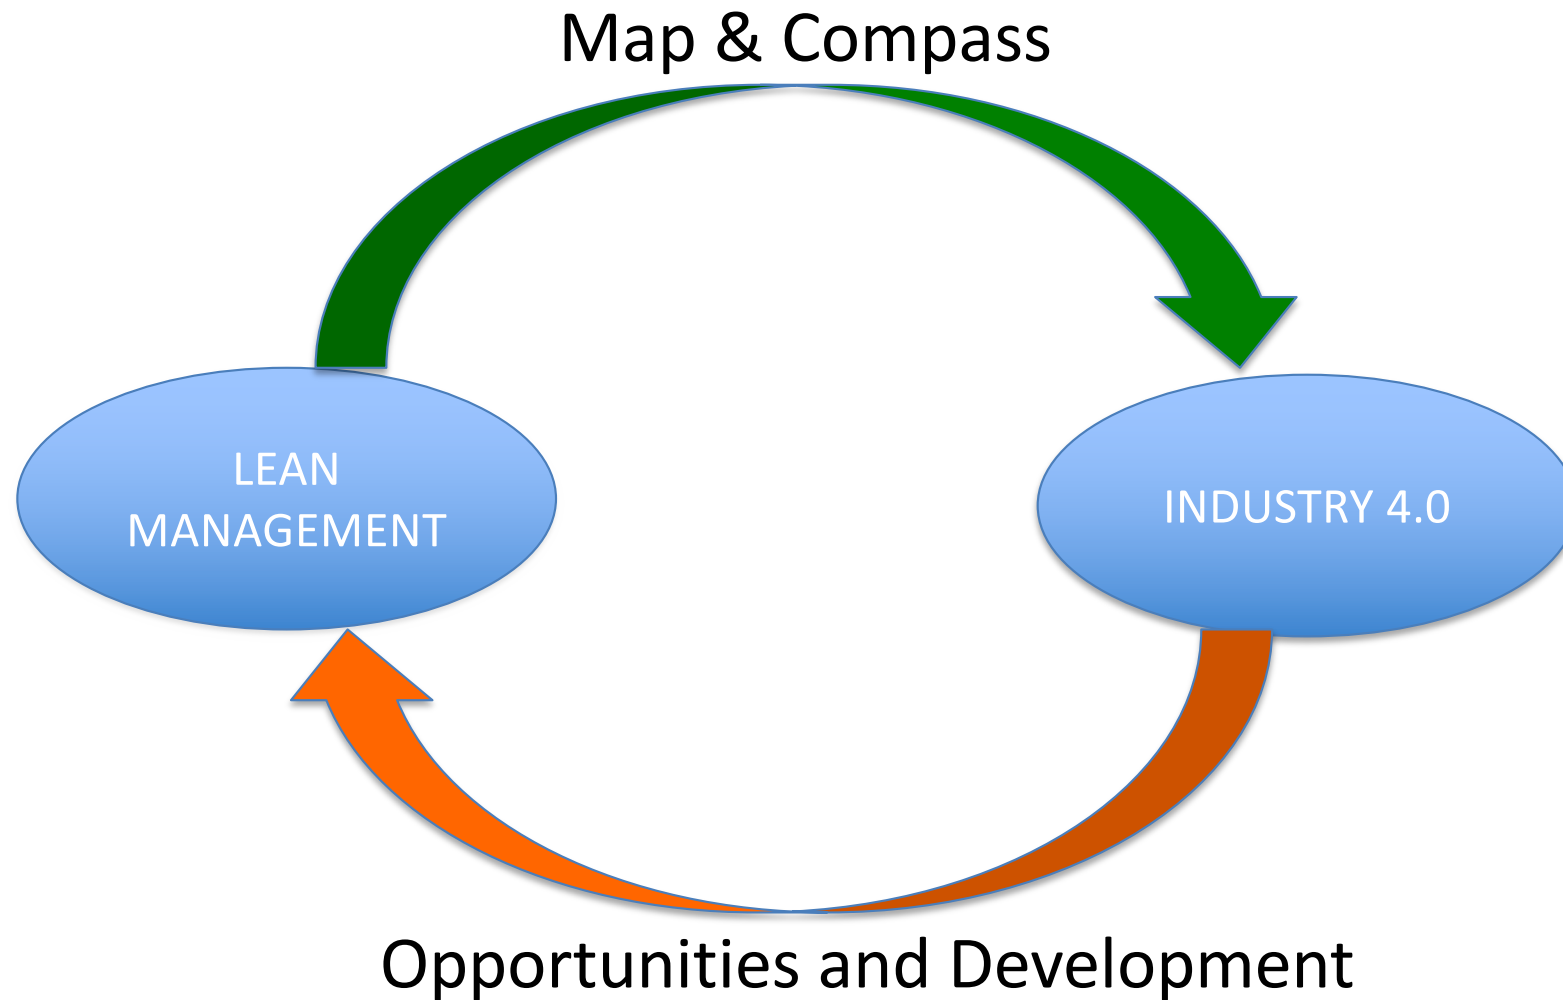 Map & Compass
LEAN
MANAGEMENT
INDUSTRY 4.0
Opportunities and Development